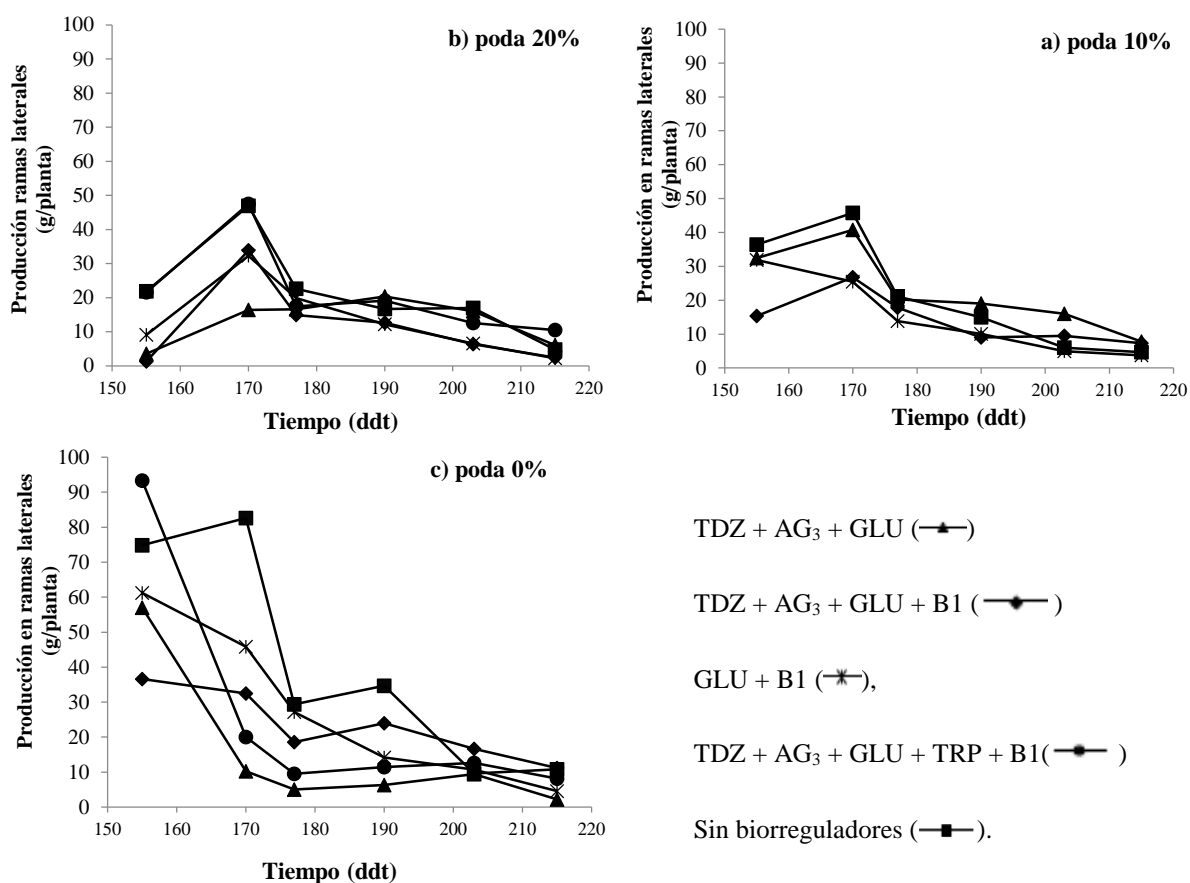 b) poda 20%
Producción ramas laterales
(g/planta)
100
90
80
70
60
50
40
30
20
10
0
150 160 170 180 190 200 210 220
Tiempo (ddt)
a) poda 10%
Producción en ramas laterales
(g/planta)
100
90
80
70
60
50
40
30
20
10
0
150 160 170 180 190 200 210 220
Tiempo (ddt)
c) poda 0%
Producción en ramas laterales
(g/planta)
100
90
80
70
60
50
40
30
20
10
0
150 160 170 180 190 200 210 220
Tiempo (ddt)
TDZ + AG₃ + GLU ( )
TDZ + AG₃ + GLU + B1 ( )
GLU + B1 ( ),
TDZ + AG₃ + GLU + TRP + B1( )
Sin biorreguladores ( ).